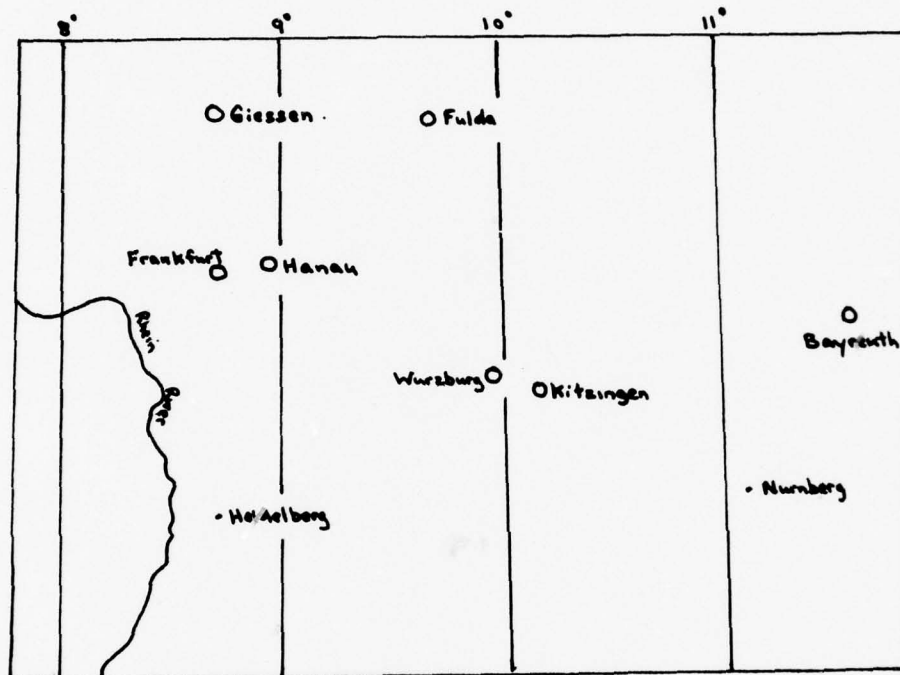 8° 9° 10° 11°
Giessen
Fulda
Frankfurt
Hanau
Rhein
River
Bayreuth
Wurzburg
Kitzingen
Nurnberg
Heidelberg